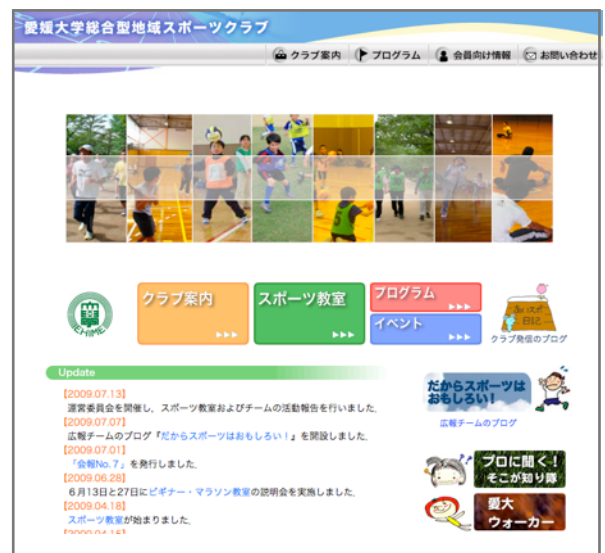 愛媛大学総合型地域スポーツクラブ
クラブ案内 プログラム 会員向け情報 お問い合わせ
クラブ案内
スポーツ教室
プログラム
イベント
EHIME
日記
クラブ発信のブログ
Update
【2009.07.13】
運営委員会を開催し，スポーツ教室およびチームの活動報告を行いました．
【2009.07.07】
広報チームのブログ『だからスポーツはおもしろい！』を開設しました．
【2009.07.01】
「会報No.７」を発行しました．
【2009.06.28】
６月13日と27日にビギナー・マラソン教室の説明会を実施しました．
【2009.04.18】
スポーツ教室が始まりました．
だからスポーツは
おもしろい！
広報チームのブログ
プロに聞く！
そこが知り隊
愛大
ウォーカー